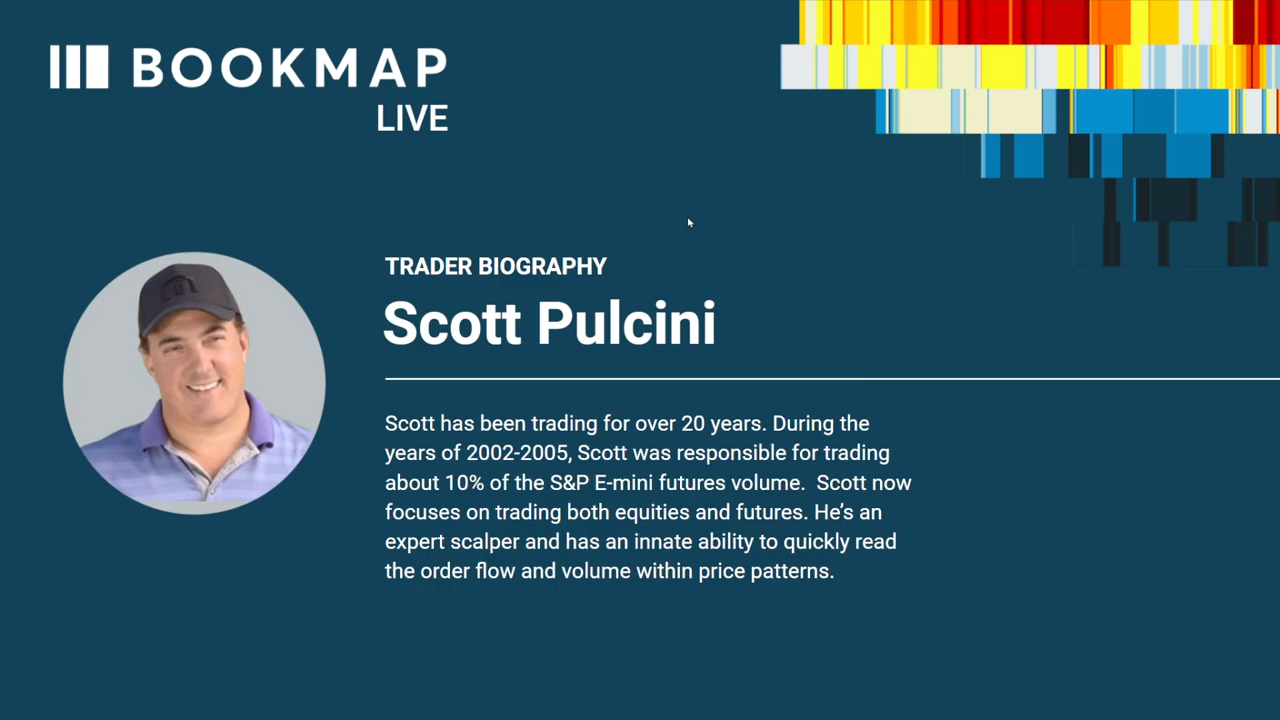 BOOKMAP
LIVE
TRADER BIOGRAPHY
Scott Pulcini
Scott has been trading for over 20 years. During the
years of 2002-2005, Scott was responsible for trading
about 10% of the S&P E-mini futures volume.  Scott now
focuses on trading both equities and futures. He’s an
expert scalper and has an innate ability to quickly read
the order flow and volume within price patterns.